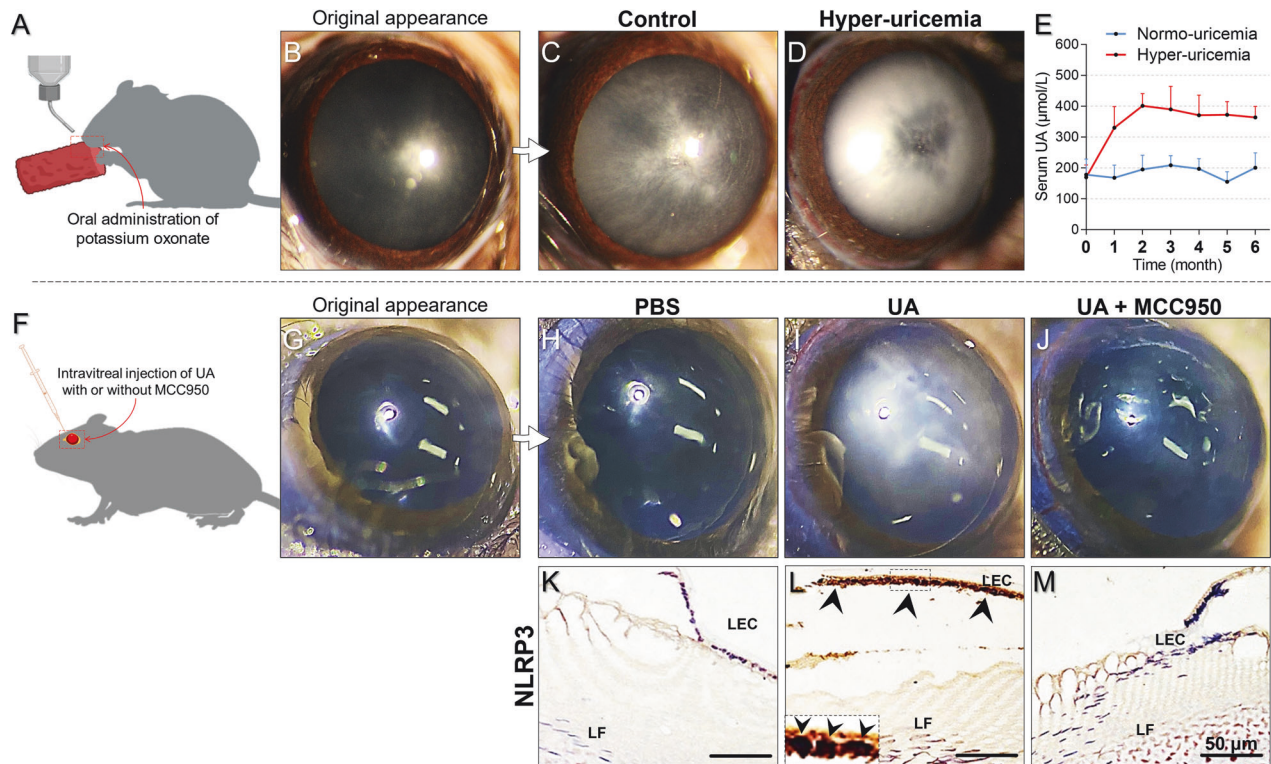 A
Original appearance
Control
Hyper-uricemia
E
B
C
D
Oral administration of
potassium oxonate
Normo-uricemia
Hyper-uricemia
Serum UA (µmol/L)
600
500
400
300
200
100
0
0 1 2 3 4 5 6
Time (month)
F
Original appearance
PBS
UA
UA + MCC950
Intravitreal injection of UA
with or without MCC950
G
H
I
J
NLRP3
K
LEC
LF
L
LEC
LF
M
LEC
LF
50 µm